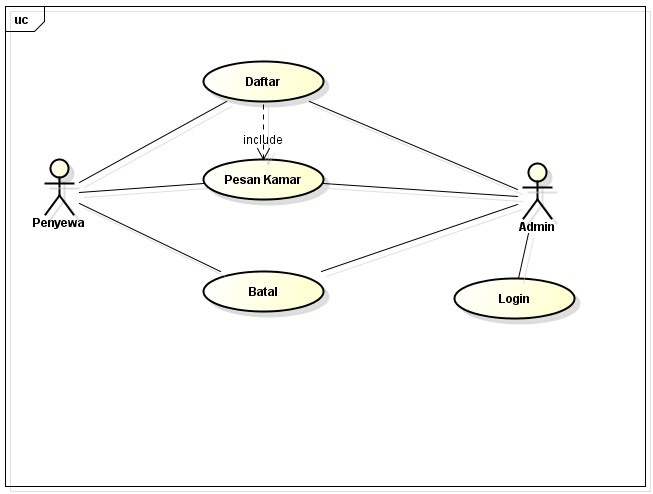 uc
Daftar
include
Pesan Kamar
Penyewa
Admin
Batal
Login